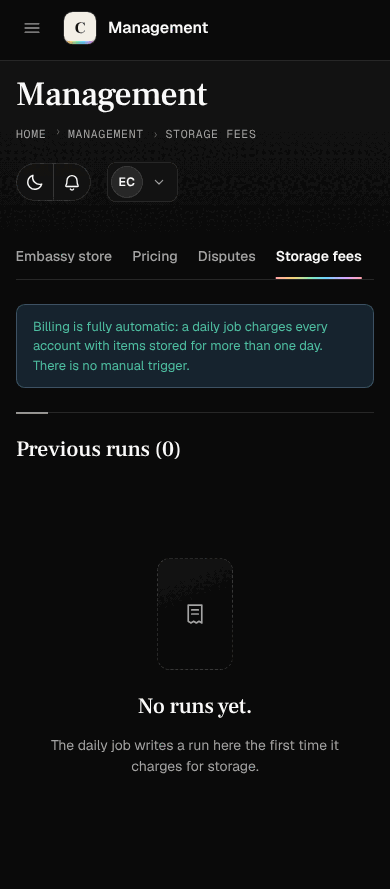 C
Management
Management
HOME › MANAGEMENT › STORAGE FEES
EC
Embassy store Pricing Disputes Storage fees
Billing is fully automatic: a daily job charges every
account with items stored for more than one day.
There is no manual trigger.
Previous runs (0)
No runs yet.
The daily job writes a run here the first time it
charges for storage.